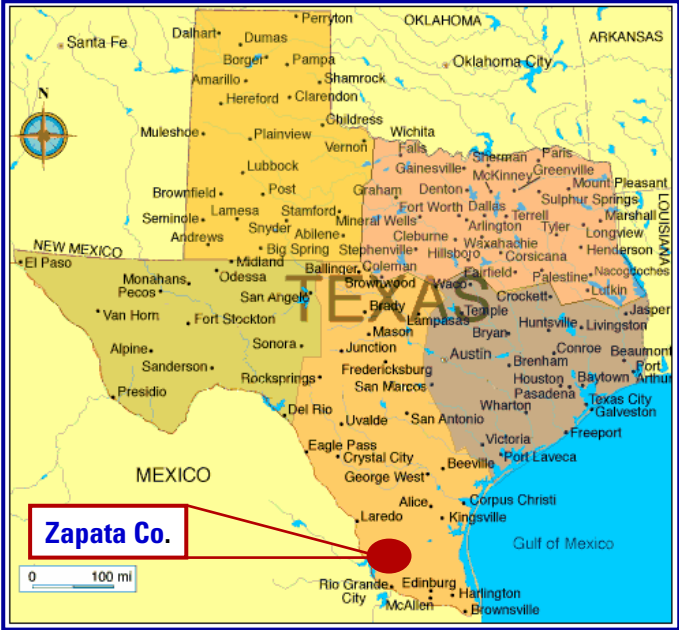 Perryton
OKLAHOMA
Dalhart
Dumas
ARKANSAS
Santa Fe
Borger
Pampa
Oklahoma City
Amarillo
Shamrock
N
Hereford
Clarendon
Childress
Muleshoe
Plainview
Vernon
Wichita
Falls
Sherman
Paris
Gainesville
McKinney
Greenville
Lubbock
Graham
Denton
Mount Pleasant
Brownfield
Post
Sulphur Springs
Lamesa
Stamford
Fort Worth
Dallas
Terrell
Marshall
LOUISIANA
Seminole
Snyder
Abilene
Mineral Wells
Arlington
Tyler
Longview
Andrews
Cleburne
Waxahachie
NEW MEXICO
Big Spring
Stephenville
Hillsboro
Corsicana
Henderson
El Paso
Midland
Ballinger
Coleman
Fairfield
Palestine
Nacogdoches
Odessa
Monahans
Brownwood
Waco
Lufkin
Pecos
San Angelo
TEXAS
Crockett
Van Horn
Fort Stockton
Brady
Lampasas
Temple
Huntsville
Livingston
Jasper
Mason
Bryan
Alpine
Sonora
Junction
Austin
Conroe
Beaumont
Sanderson
Fredericksburg
Brenham
Port
Arthur
Presidio
Rocksprings
San Marcos
Houston
Baytown
Pasadena
Del Rio
Wharton
Texas City
Galveston
Uvalde
San Antonio
Eagle Pass
Victoria
Freeport
Crystal City
Beeville
Port Laveca
MEXICO
George West
Alice
Corpus Christi
Laredo
Kingsville
Zapata Co.
Gulf of Mexico
0 100 mi
Rio Grande
City
Edinburg
Harlington
McAllen
Brownsville